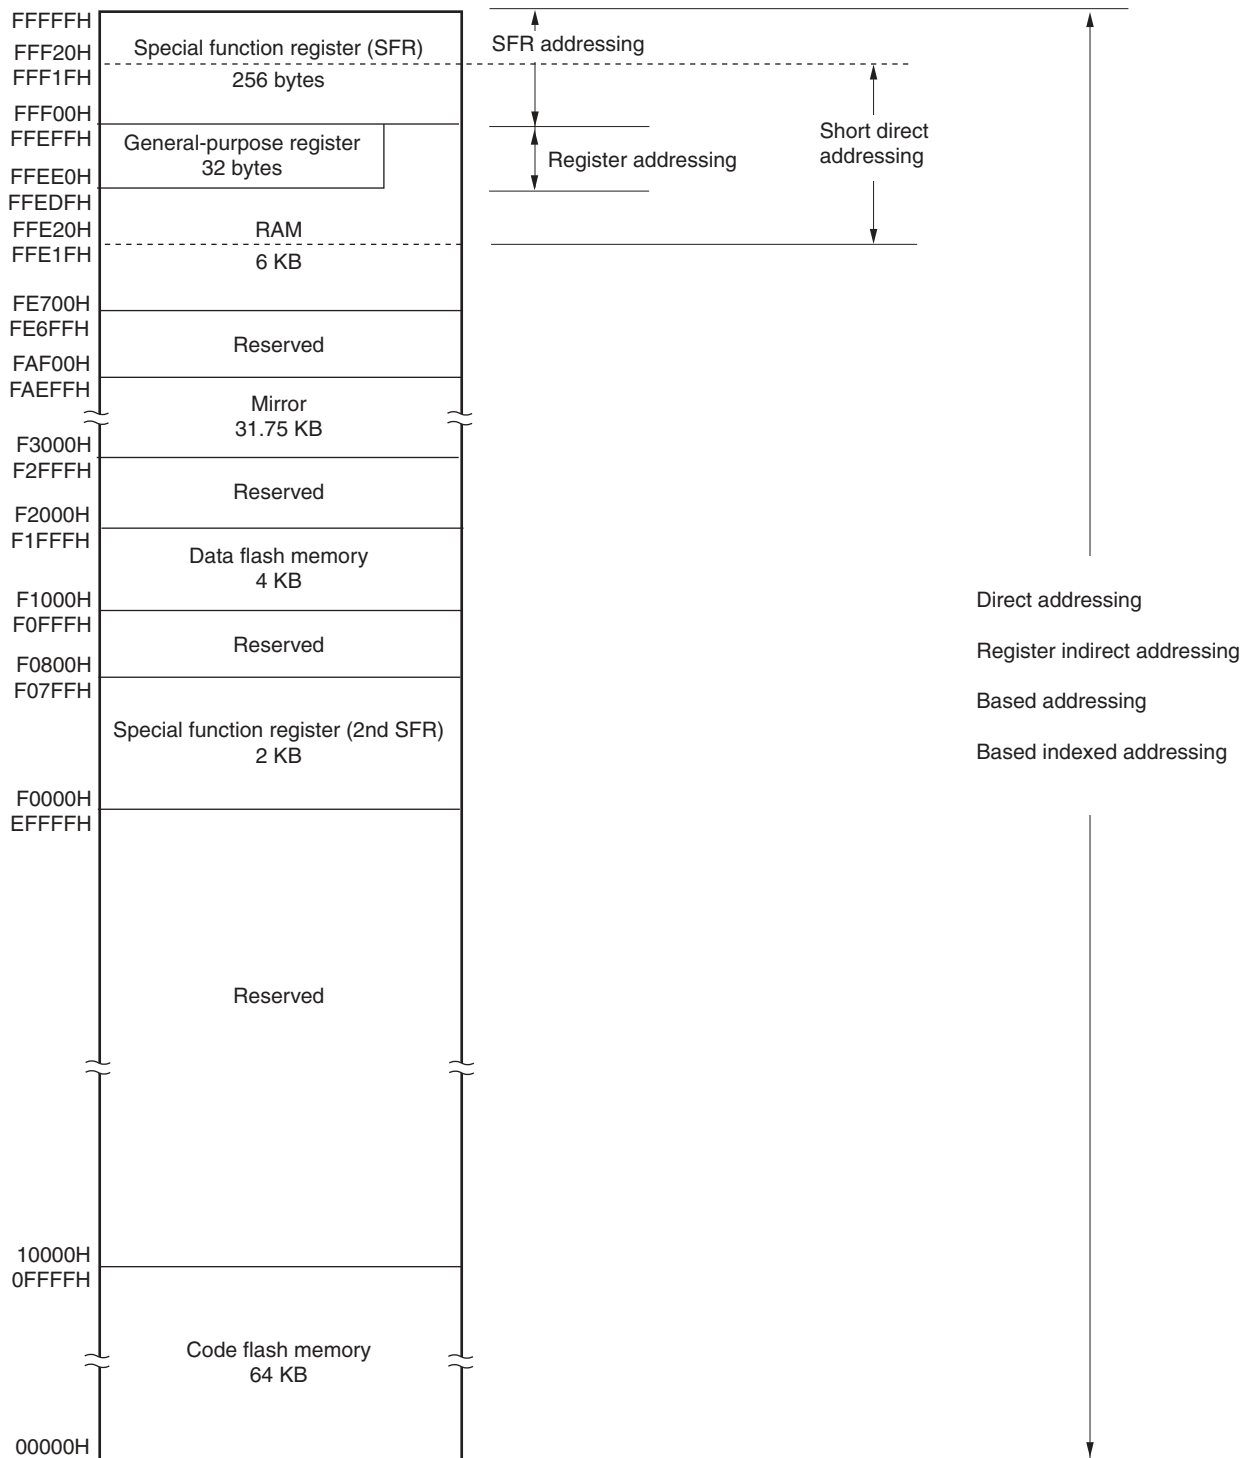 FFFFFH
SFR addressing
FFF20H
Special function register (SFR)
256 bytes
FFF1FH
FFF00H
FFEFFH
General-purpose register
32 bytes
Register addressing
Short direct
addressing
FFEE0H
FFEDFH
FFE20H
RAM
6 KB
FFE1FH
FE700H
FE6FFH
Reserved
FAF00H
FAEFFH
Mirror
31.75 KB
F3000H
F2FFFH
Reserved
F2000H
F1FFFH
Data flash memory
4 KB
F1000H
F0FFFH
Reserved
F0800H
F07FFH
Special function register (2nd SFR)
2 KB
Direct addressing
Register indirect addressing
Based addressing
Based indexed addressing
F0000H
EFFFFH
Reserved
10000H
0FFFFH
Code flash memory
64 KB
00000H